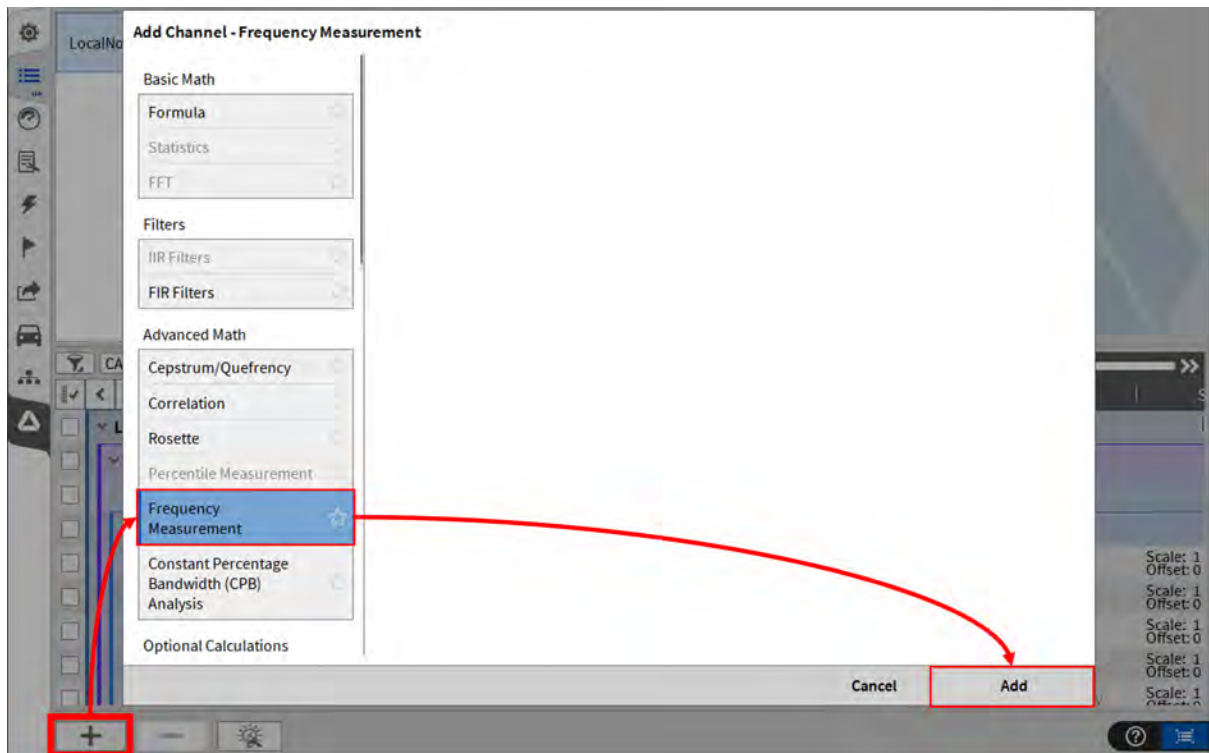 Add Channel - Frequency Measurement
LocalNo
Basic Math
Formula
Statistics
FFT
Filters
IIR Filters
FIR Filters
Advanced Math
Cepstrum/Quefrency
Correlation
Rosette
Percentile Measurement
Frequency
Measurement
Constant Percentage
Bandwidth (CPB)
Analysis
Optional Calculations
CA
L
S
Scale: 1
Offset: 0
Scale: 1
Offset: 0
Scale: 1
Offset: 0
Scale: 1
Offset: 0
Scale: 1
Cancel
Add